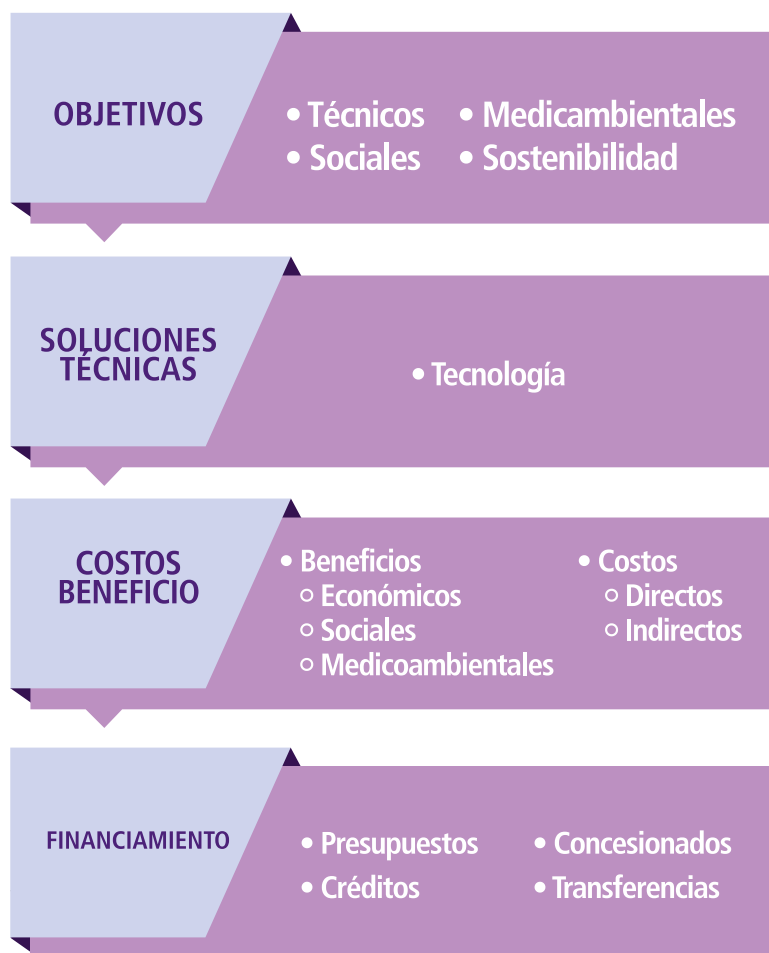 OBJETIVOS
• Técnicos • Medicambientales
• Sociales • Sostenibilidad
SOLUCIONES
TÉCNICAS
• Tecnología
COSTOS
BENEFICIO
• Beneficios
○ Económicos
○ Sociales
○ Medicoambientales
• Costos
○ Directos
○ Indirectos
FINANCIAMIENTO
• Presupuestos • Concesionados
• Créditos • Transferencias